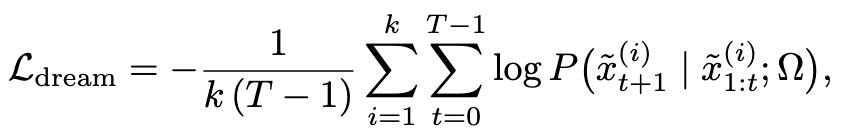 $$\mathcal{L}_{\text{dream}} = -\frac{1}{k\,(T-1)} \sum_{i=1}^{k} \sum_{t=0}^{T-1} \log P\big(\tilde{x}_{t+1}^{(i)} \mid \tilde{x}_{1:t}^{(i)}; \Omega\big),$$